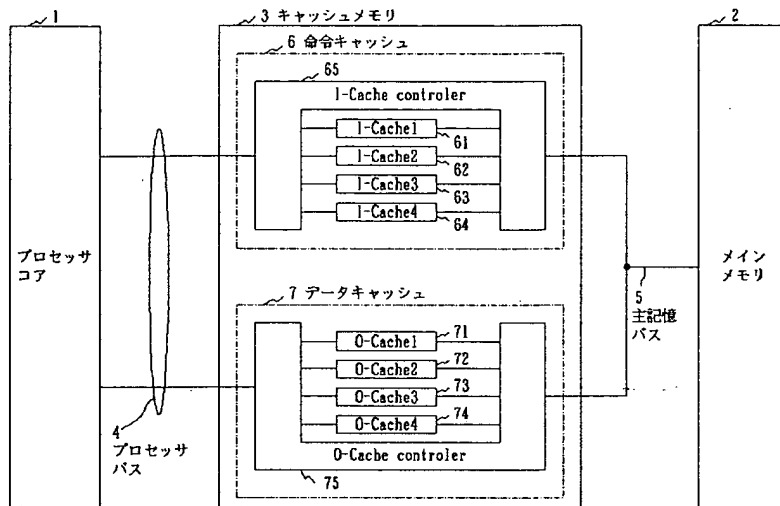 1
3 キャッシュメモリ
2
6 命令キャッシュ
65
I-Cache controler
I-Cache1
61
I-Cache2
62
I-Cache3
63
I-Cache4
64
プロセッサ
コア
メイン
メモリ
5
主記憶
バス
7 データキャッシュ
O-Cache1
71
O-Cache2
72
O-Cache3
73
O-Cache4
74
O-Cache controler
75
4
プロセッサ
バス